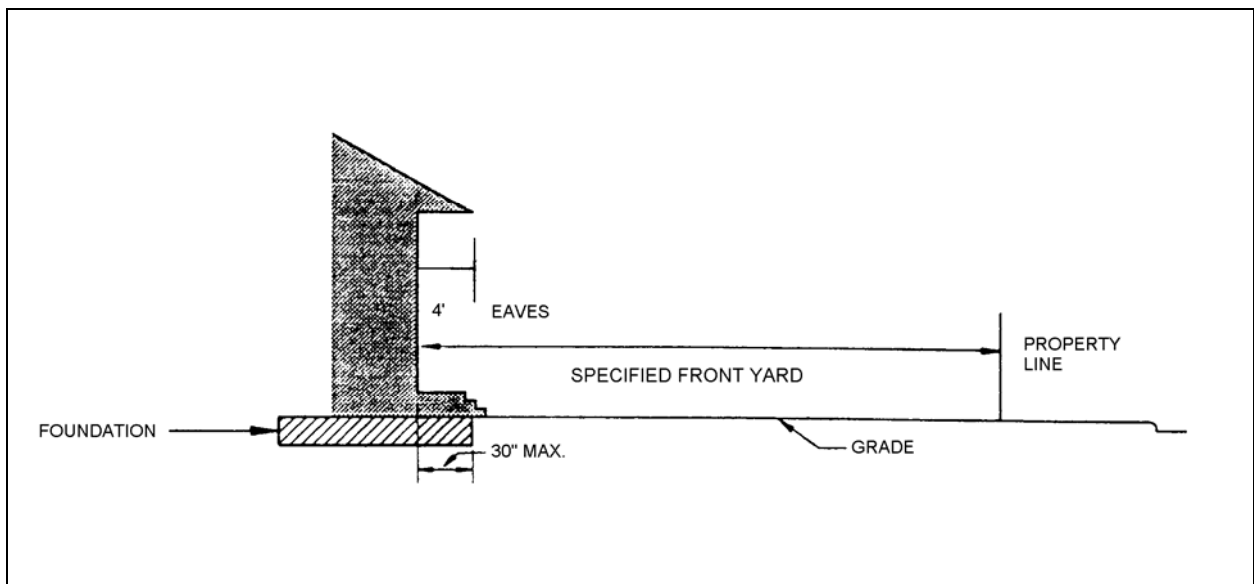 4'
EAVES
PROPERTY
LINE
SPECIFIED FRONT YARD
FOUNDATION
30" MAX.
GRADE